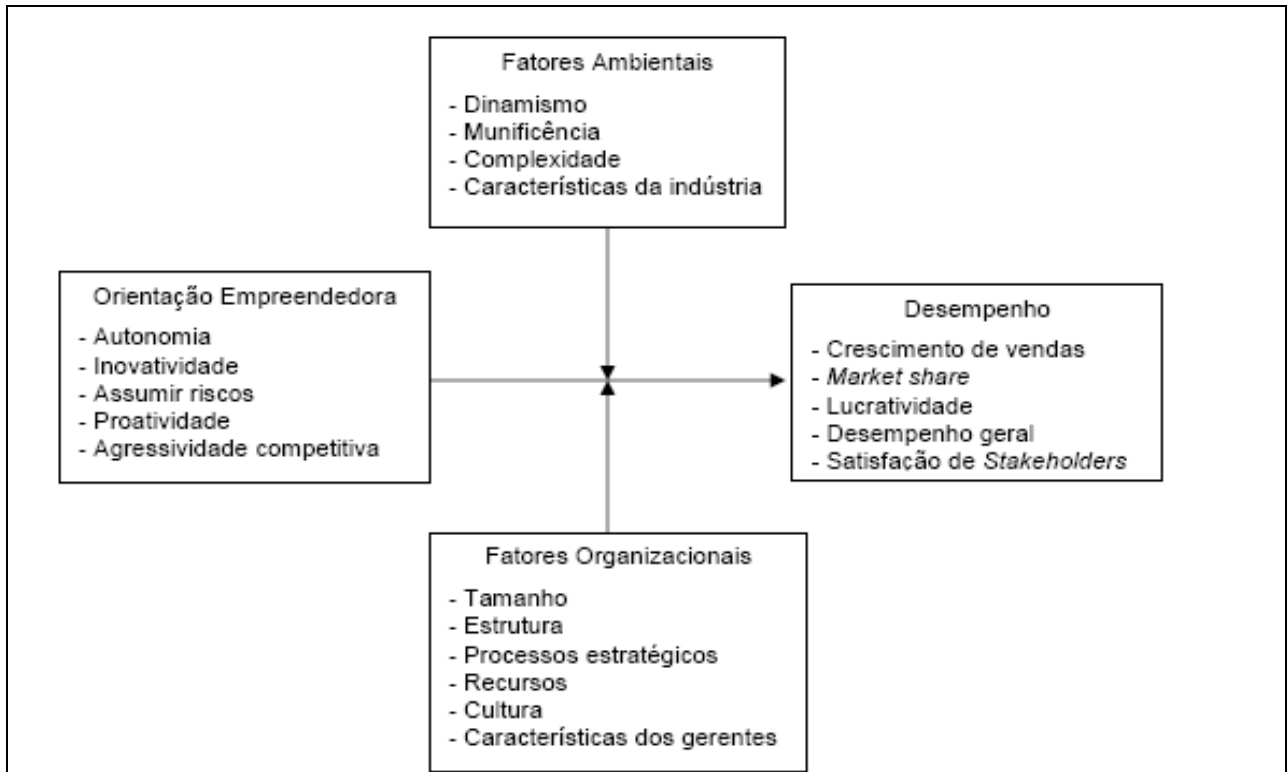 Fatores Ambientais
- Dinamismo
- Munificência
- Complexidade
- Característícas da indústria
Orientação Empreendedora
- Autonomia
- Inovatividade
- Assumir riscos
- Proatividade
- Agressividade competitiva
Desempenho
- Crescimento de vendas
- Market share
- Lucratividade
- Desempenho geral
- Satisfação de Stakeholders
Fatores Organizacionais
- Tamanho
- Estrutura
- Processos estratégicos
- Recursos
- Cultura
- Características dos gerentes